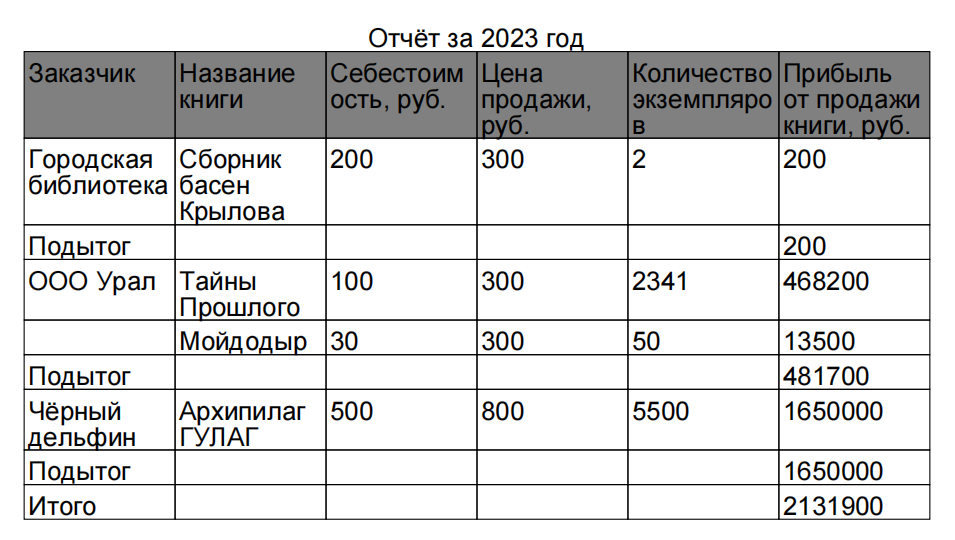 Отчёт за 2023 год
Заказчик Название книги Себестоимость, руб. Цена продажи, руб. Количество экземпляров Прибыль от продажи книги, руб.
Городская библиотека Сборник басен Крылова 200 300 2 200
Подытог 200
ООО Урал Тайны Прошлого 100 300 2341 468200
Мойдодыр 30 300 50 13500
Подытог 481700
Чёрный дельфин Архипилаг ГУЛАГ 500 800 5500 1650000
Подытог 1650000
Итого 2131900